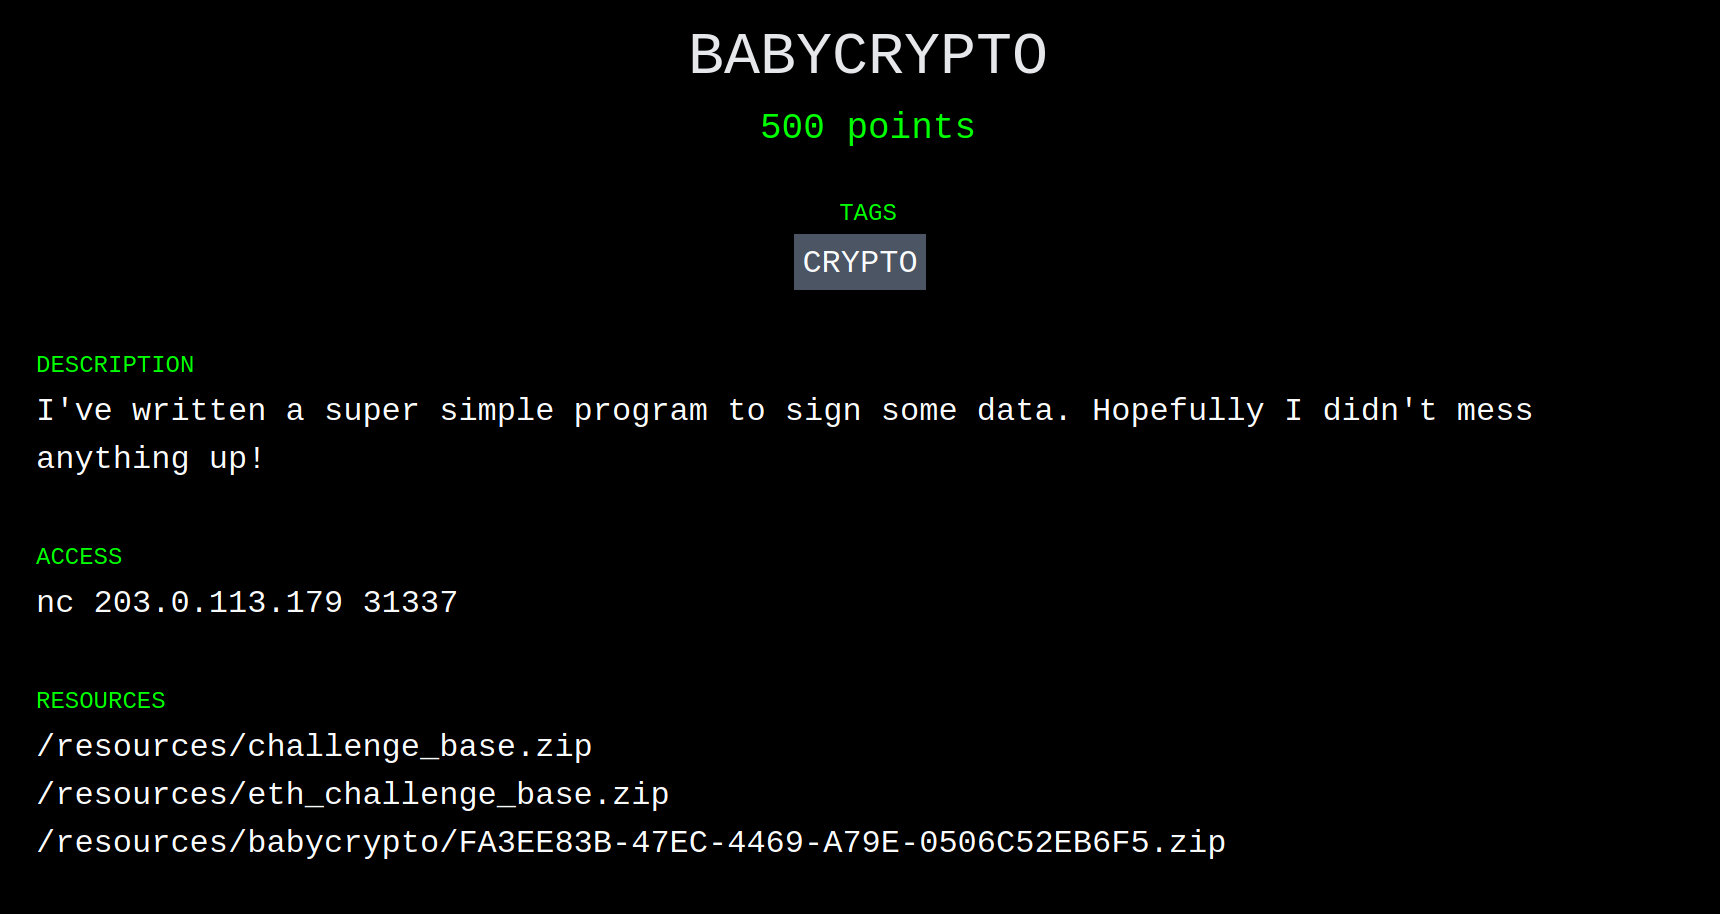 BABYCRYPTO
500 points
TAGS
CRYPTO
DESCRIPTION
I've written a super simple program to sign some data. Hopefully I didn't mess
anything up!
ACCESS
nc 203.0.113.179 31337
RESOURCES
/resources/challenge_base.zip
/resources/eth_challenge_base.zip
/resources/babycrypto/FA3EE83B-47EC-4469-A79E-0506C52EB6F5.zip